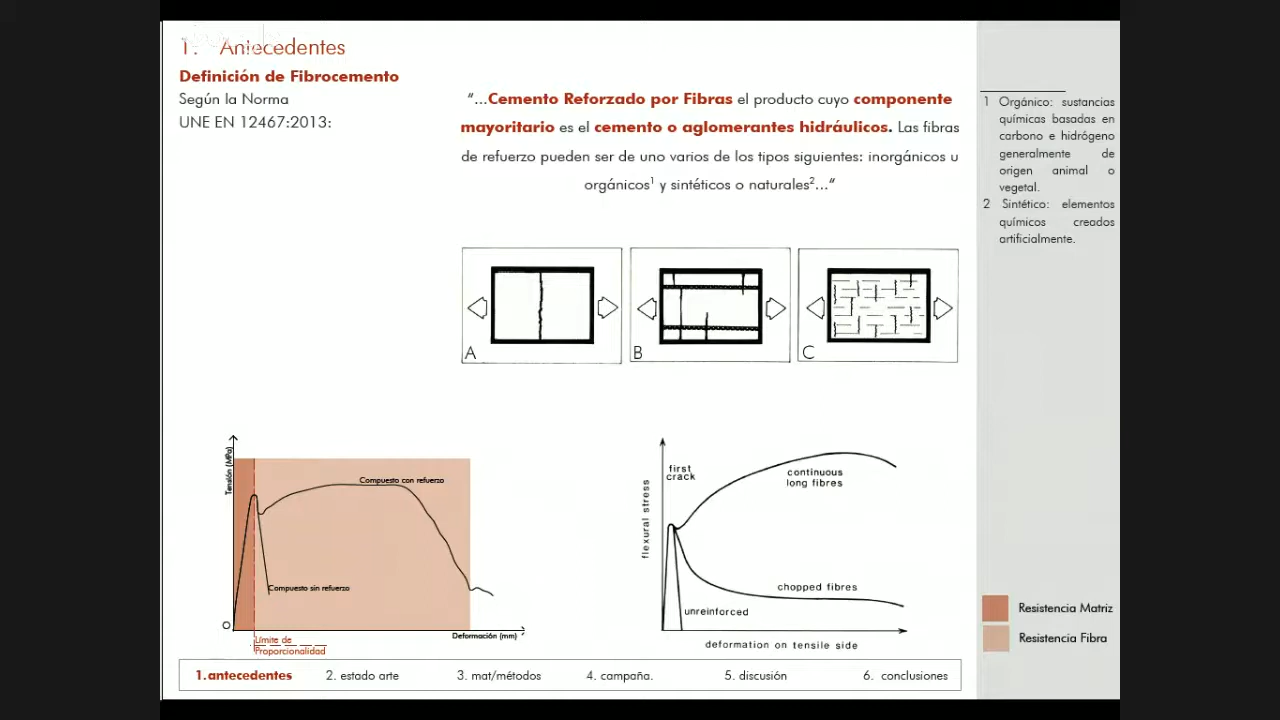 1. Antecedentes
Definición de Fibrocemento
Según la Norma
UNE EN 12467:2013:
“...Cemento Reforzado por Fibras el producto cuyo componente
mayoritario es el cemento o aglomerantes hidráulicos. Las fibras
de refuerzo pueden ser de uno varios de los tipos siguientes: inorgánicos u
orgánicos1 y sintéticos o naturales2...“
1 Orgánico: sustancias
químicas basadas en
carbono e hidrógeno
generalmente de
origen animal o
vegetal.
2 Sintético: elementos
químicos creados
artificialmente.
A
B
C
Tensión (MPa)
Compuesto con refuerzo
Compuesto sin refuerzo
O
Deformación (mm)
Límite de
Proporcionalidad
flexural stress
first
crack
continuous
long fibres
chopped fibres
unreinforced
deformation on tensile side
Resistencia Matriz
Resistencia Fibra
1.antecedentes
2. estado arte
3. mat/métodos
4. campaña.
5. discusión
6. conclusiones